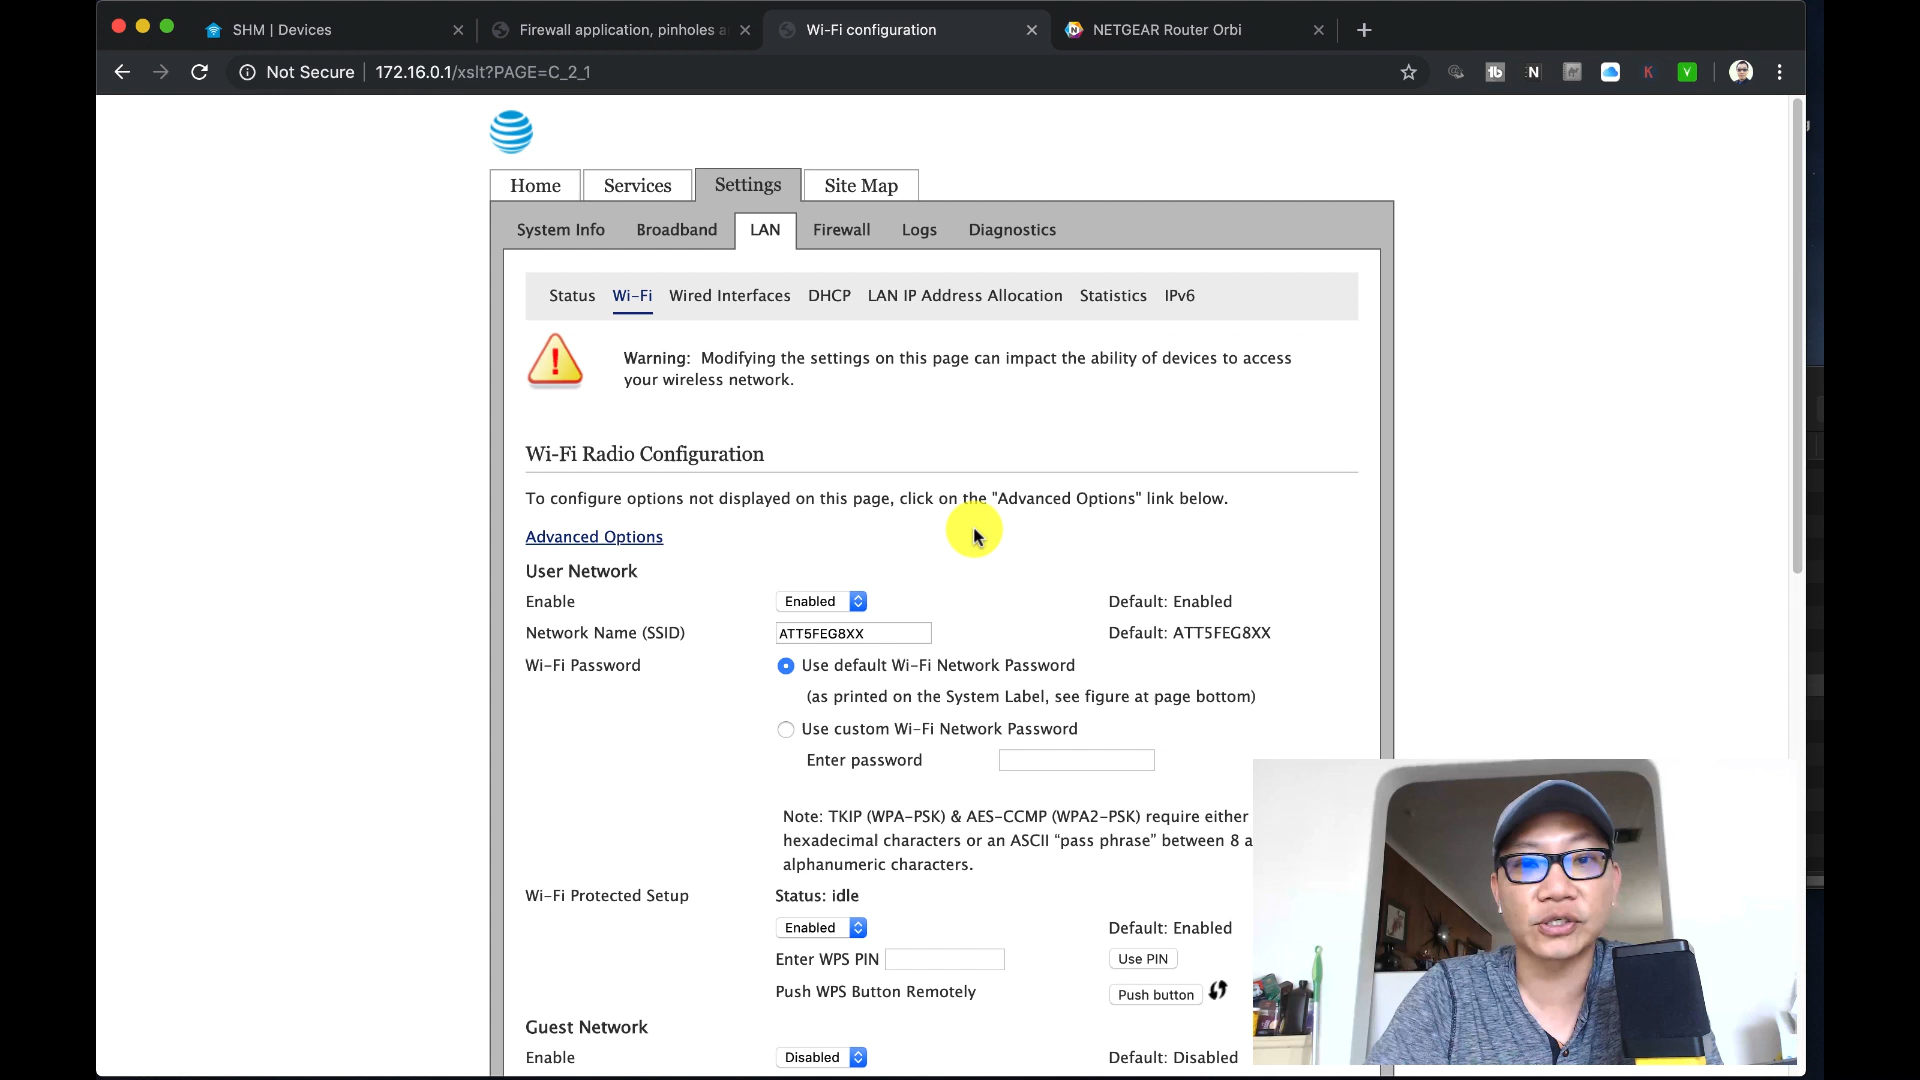 SHM | Devices
Firewall application, pinholes a
Wi-Fi configuration
NETGEAR Router Orbi
Not Secure
172.16.0.1/xslt?PAGE=C_2_1
Home Services Settings Site Map
System Info Broadband LAN Firewall Logs Diagnostics
Status Wi-Fi Wired Interfaces DHCP LAN IP Address Allocation Statistics IPv6
Warning: Modifying the settings on this page can impact the ability of devices to access
your wireless network.
Wi-Fi Radio Configuration
To configure options not displayed on this page, click on the "Advanced Options" link below.
Advanced Options
User Network
Enable Enabled Default: Enabled
Network Name (SSID) ATT5FEG8XX Default: ATT5FEG8XX
Wi-Fi Password Use default Wi-Fi Network Password
(as printed on the System Label, see figure at page bottom)
Use custom Wi-Fi Network Password
Enter password
Note: TKIP (WPA-PSK) & AES-CCMP (WPA2-PSK) require either
hexadecimal characters or an ASCII “pass phrase” between 8 a
alphanumeric characters.
Wi-Fi Protected Setup Status: idle
Enabled Default: Enabled
Enter WPS PIN Use PIN
Push WPS Button Remotely Push button
Guest Network
Enable Disabled Default: Disabled